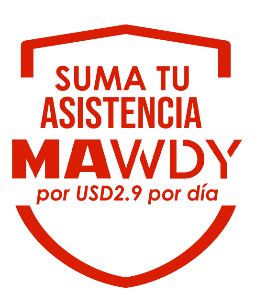 SUMA TU
ASISTENCIA
MAWDY
por USD2.9 por día